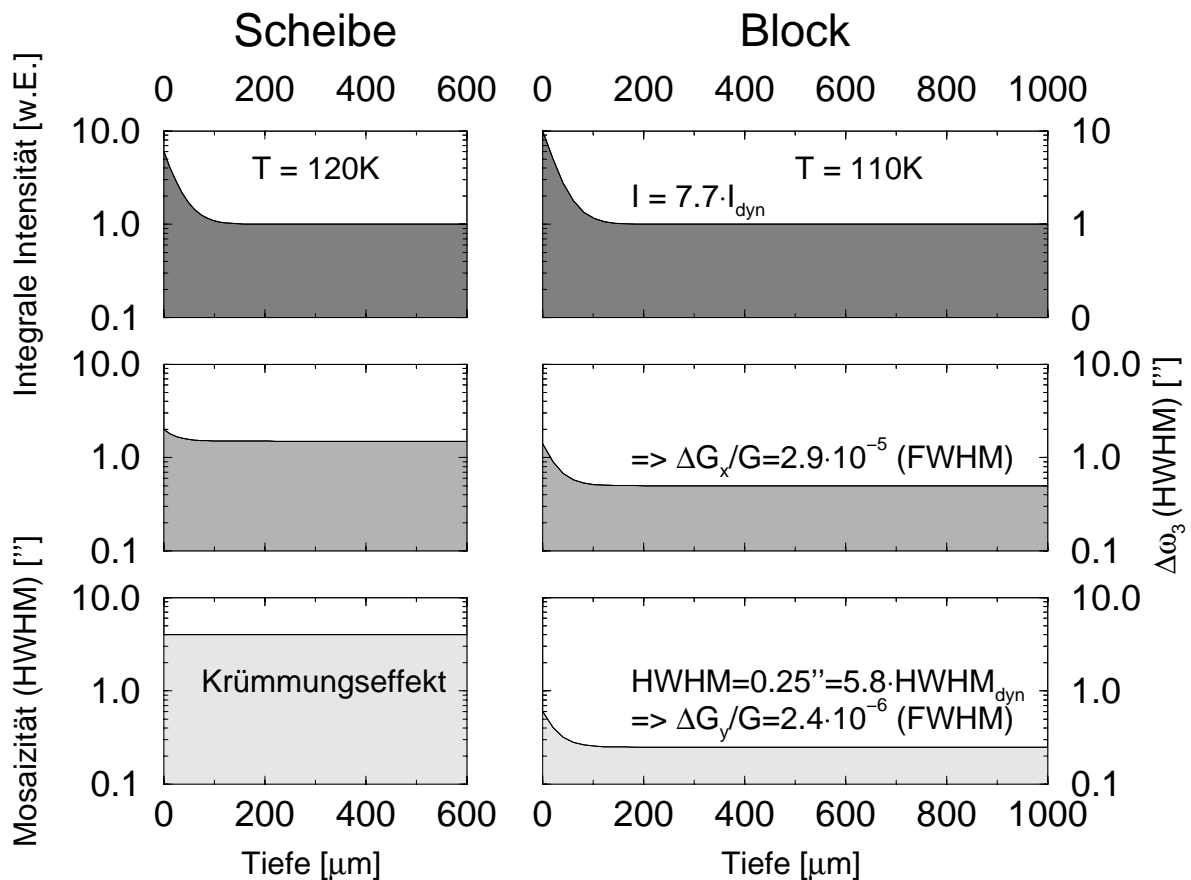 Scheibe Block
0 200 400 600 0 200 400 600 800 1000
Integrale Intensität [w.E.]
10.0 10
T = 120K T = 110K
I = 7.7·I_dyn
1.0 1
0.1 0
10.0 10.0
1.0 1.0
=> ΔG_x/G=2.9·10⁻⁵ (FWHM)
0.1 0.1
Δω₃ (HWHM) [”]
Mosaizität (HWHM) [”]
10.0 10.0
Krümmungseffekt HWHM=0.25’’=5.8·HWHM_dyn
1.0 1.0
=> ΔG_y/G=2.4·10⁻⁶ (FWHM)
0.1 0.1
0 200 400 600 0 200 400 600 800 1000
Tiefe [μm] Tiefe [μm]